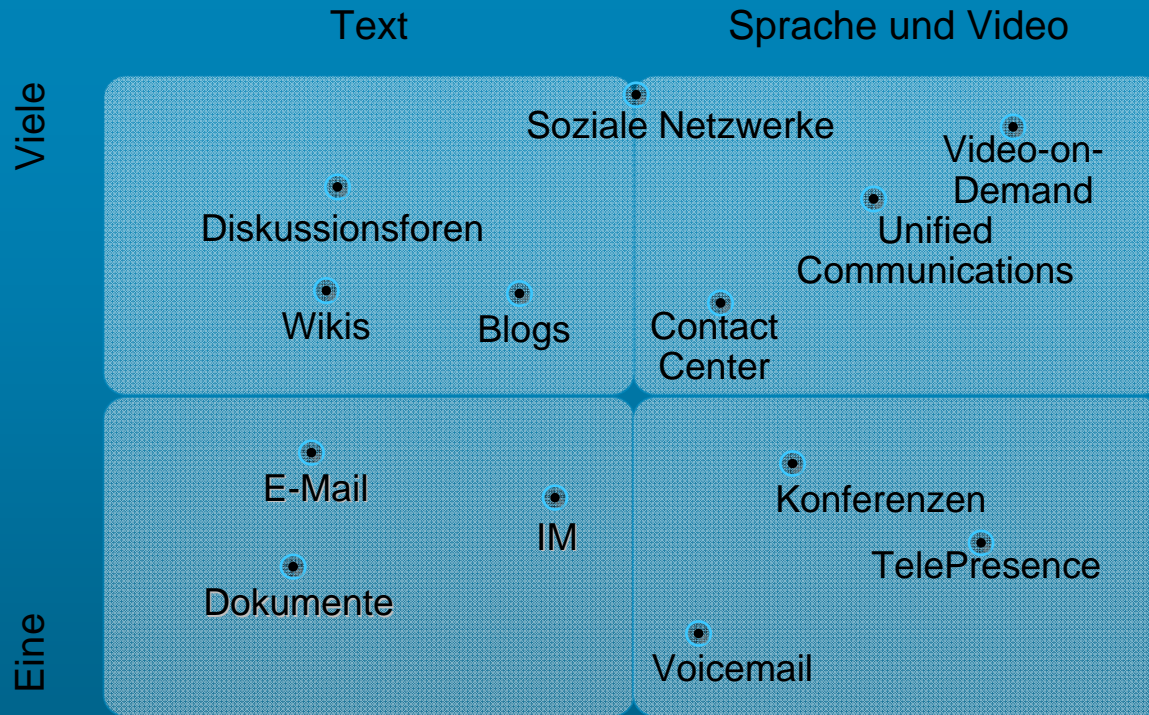 Text
Sprache und Video
Viele
Soziale Netzwerke
Video-on-
Demand
Diskussionsforen
Unified
Communications
Wikis
Blogs
Contact
Center
E-Mail
IM
Konferenzen
TelePresence
Dokumente
Voicemail
Eine